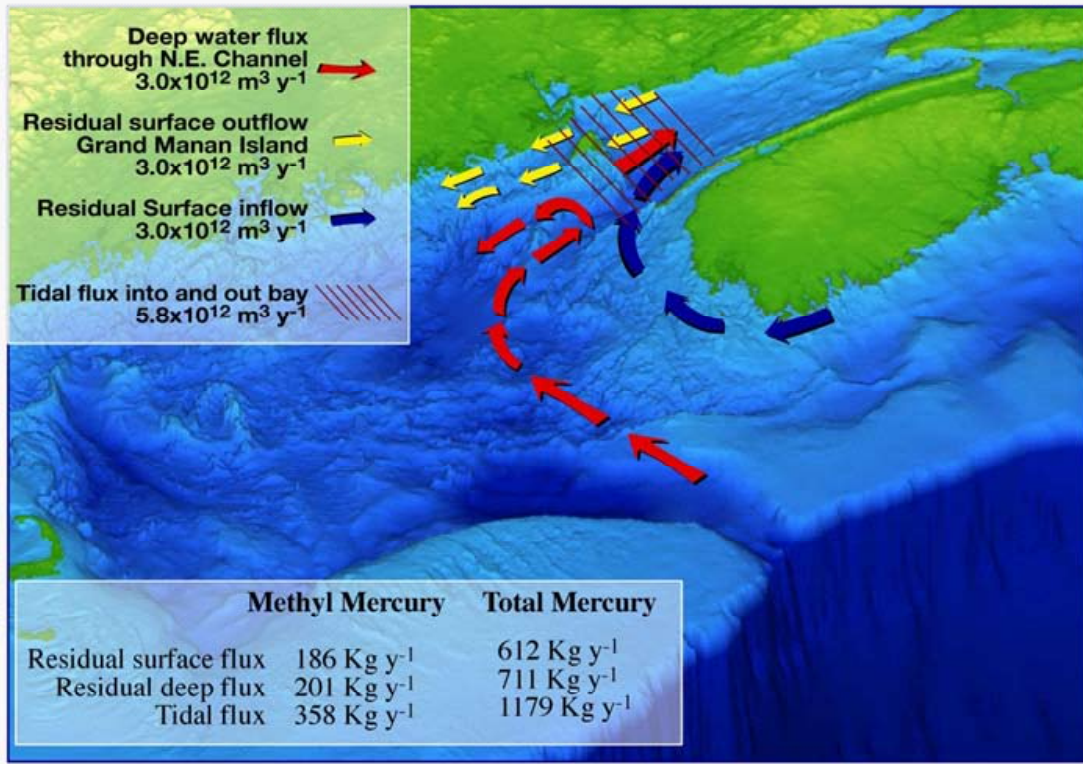 Deep water flux
through N.E. Channel
3.0x10¹² m³ y⁻¹
Residual surface outflow
Grand Manan Island
3.0x10¹² m³ y⁻¹
Residual Surface inflow
3.0x10¹² m³ y⁻¹
Tidal flux into and out bay
5.8x10¹² m³ y⁻¹
Methyl Mercury Total Mercury
Residual surface flux 186 Kg y⁻¹ 612 Kg y⁻¹
Residual deep flux 201 Kg y⁻¹ 711 Kg y⁻¹
Tidal flux 358 Kg y⁻¹ 1179 Kg y⁻¹